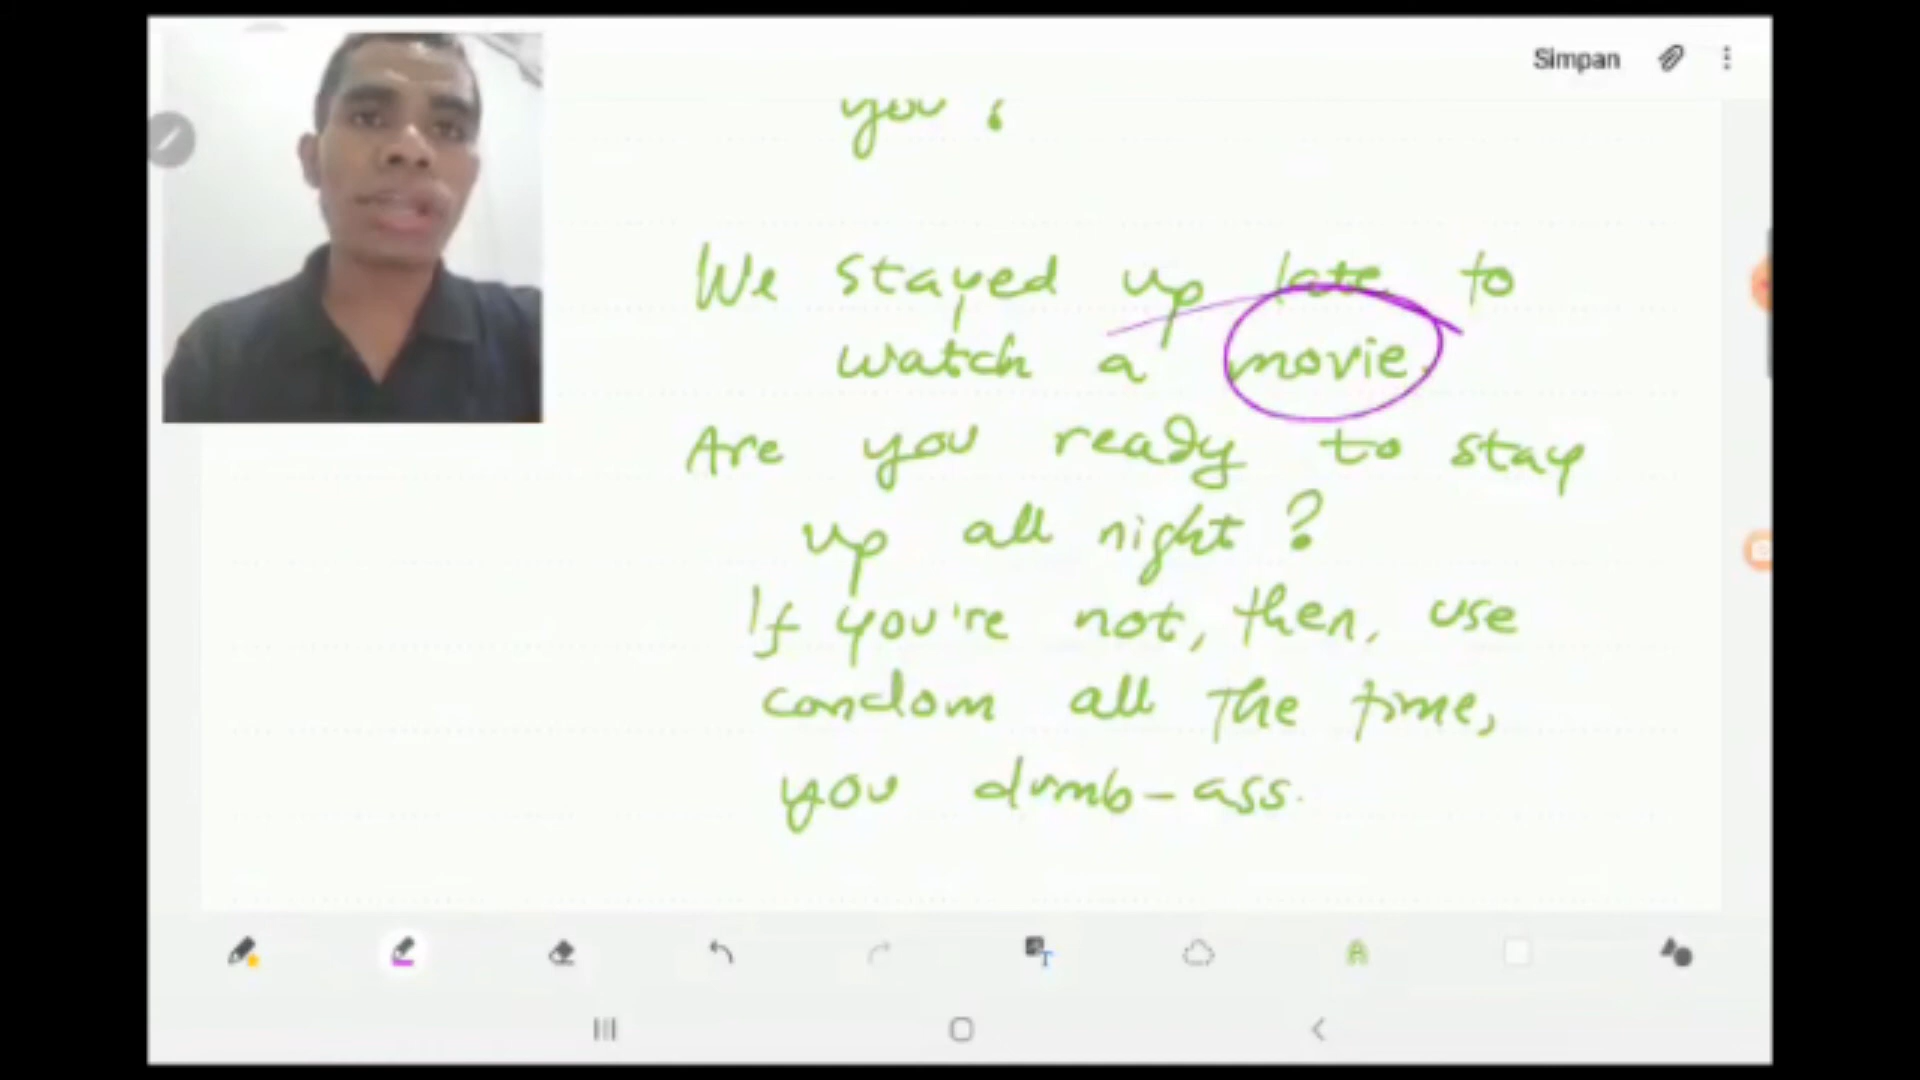 Simpan
you?
We stayed up late to
watch a movie.
Are you ready to stay
up all night?
If you're not, then, use
condom all the time,
you dumb-ass.